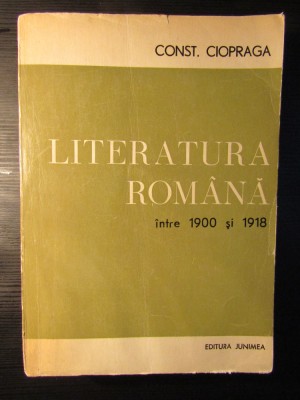 CONST. CIOPRAGA
LITERATURA
ROMÂNĂ
între 1900 și 1918
EDITURA JUNIMEA